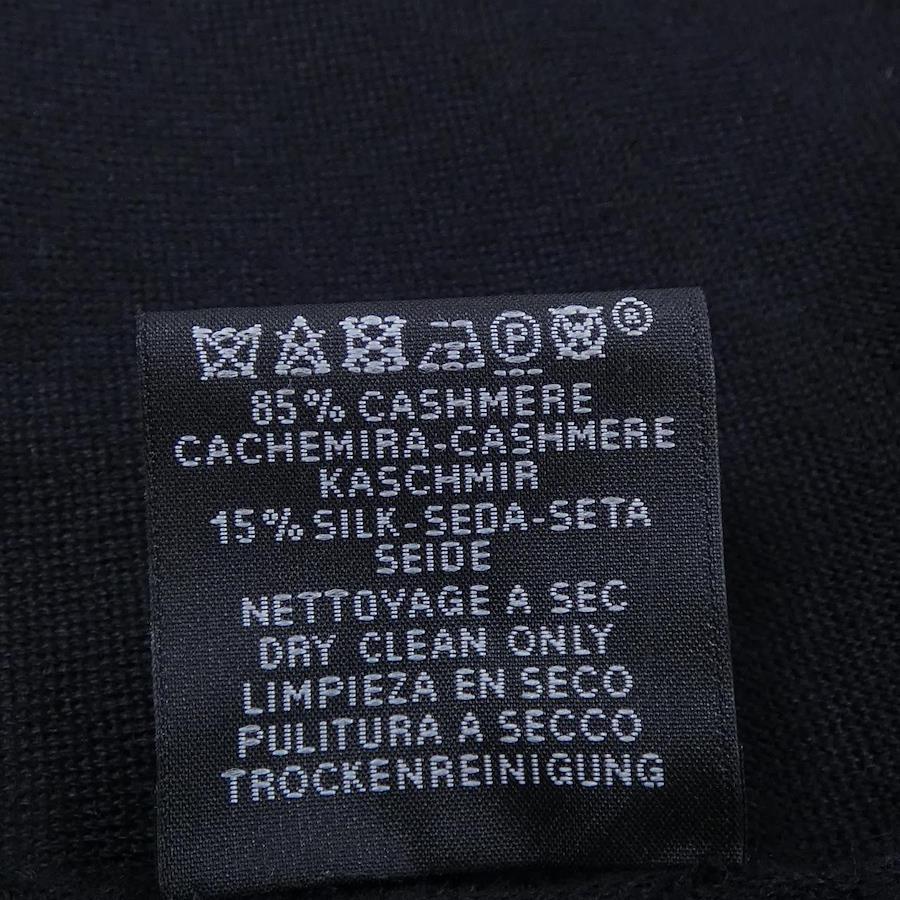 ®
85% CASHMERE
CACHEMIRA-CASHMERE
KASCHMIR
15% SILK-SEDA-SETA
SEIDE
NETTOYAGE A SEC
DRY CLEAN ONLY
LIMPIEZA EN SECO
PULITURA A SECCO
TROCKENREINIGUNG